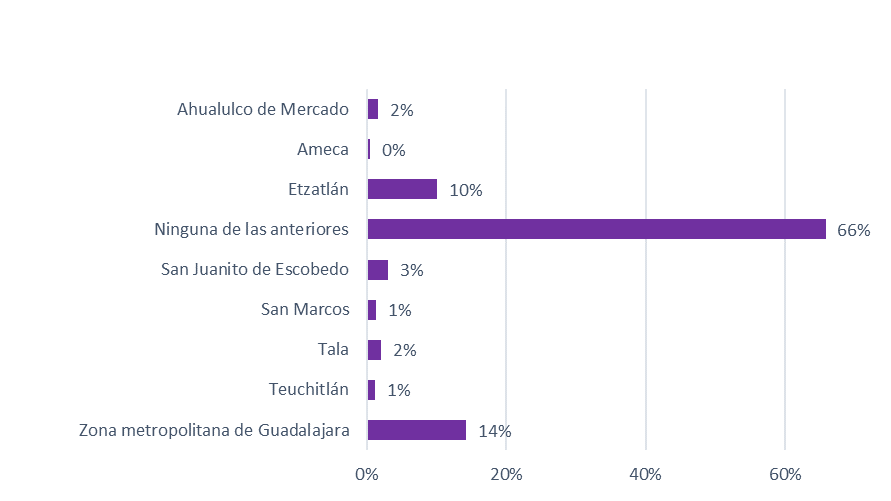 Ahualulco de Mercado 2%
Ameca 0%
Etzatlán 10%
Ninguna de las anteriores 66%
San Juanito de Escobedo 3%
San Marcos 1%
Tala 2%
Teuchitlán 1%
Zona metropolitana de Guadalajara 14%
0% 20% 40% 60%